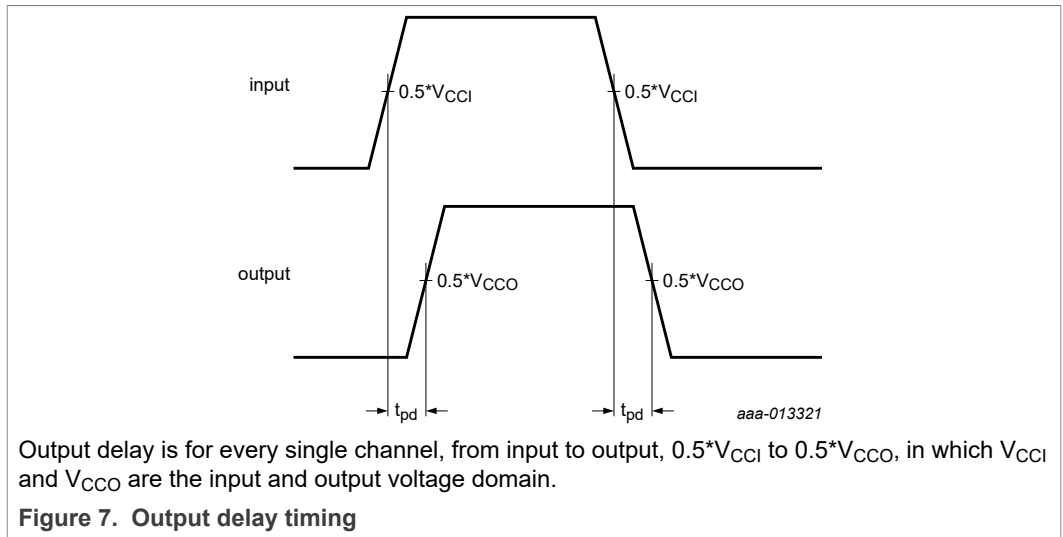 input
0.5*VCCI
0.5*VCCI
output
0.5*VCCO
0.5*VCCO
tpd
tpd
aaa-013321
Output delay is for every single channel, from input to output, 0.5*VCCI to 0.5*VCCO, in which VCCI
and VCCO are the input and output voltage domain.
Figure 7. Output delay timing